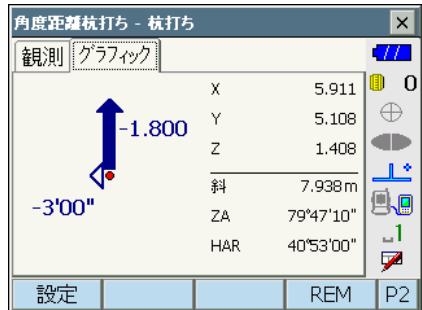 角度距離杭打ち - 杭打ち
観測 グラフィック
0
X 5.911
-1.800
Y 5.108
Z 1.408
斜 7.938m
-3'00"
ZA 79°47'10"
HAR 40°53'00"
1
設定 REM P2